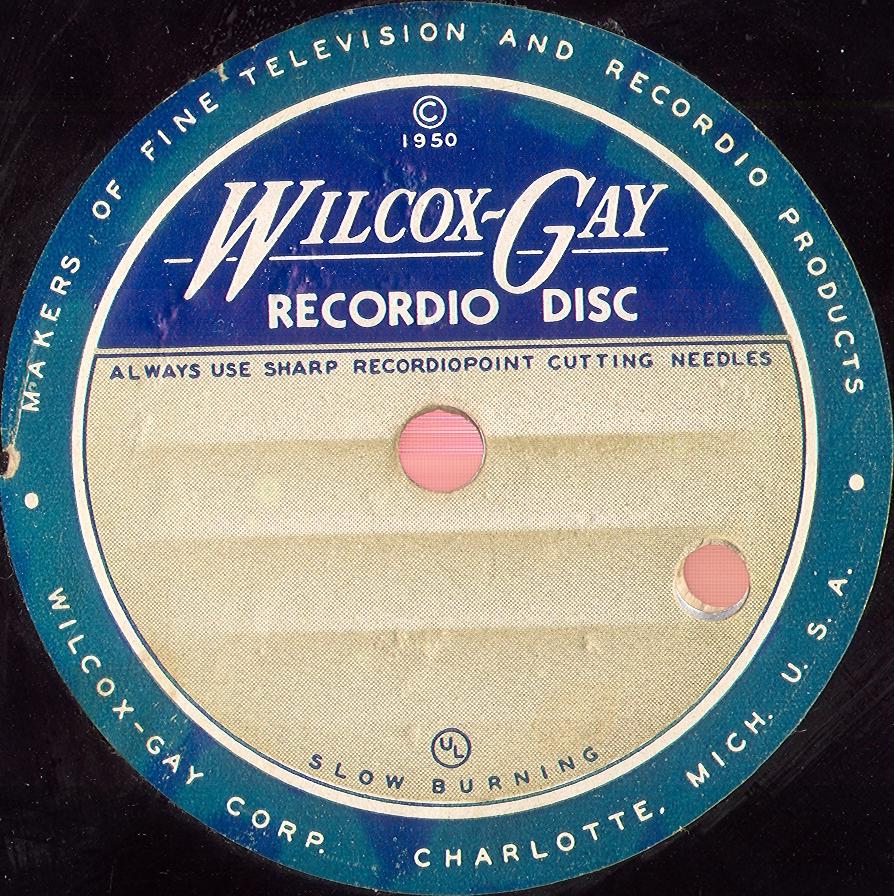 MAKERS OF FINE TELEVISION AND RECORDIO PRODUCTS
© 1950
WILCOX-GAY
RECORDIO DISC
ALWAYS USE SHARP RECORDIOPOINT CUTTING NEEDLES
UL
SLOW BURNING
WILCOX-GAY CORP. CHARLOTTE, MICH. U. S. A.